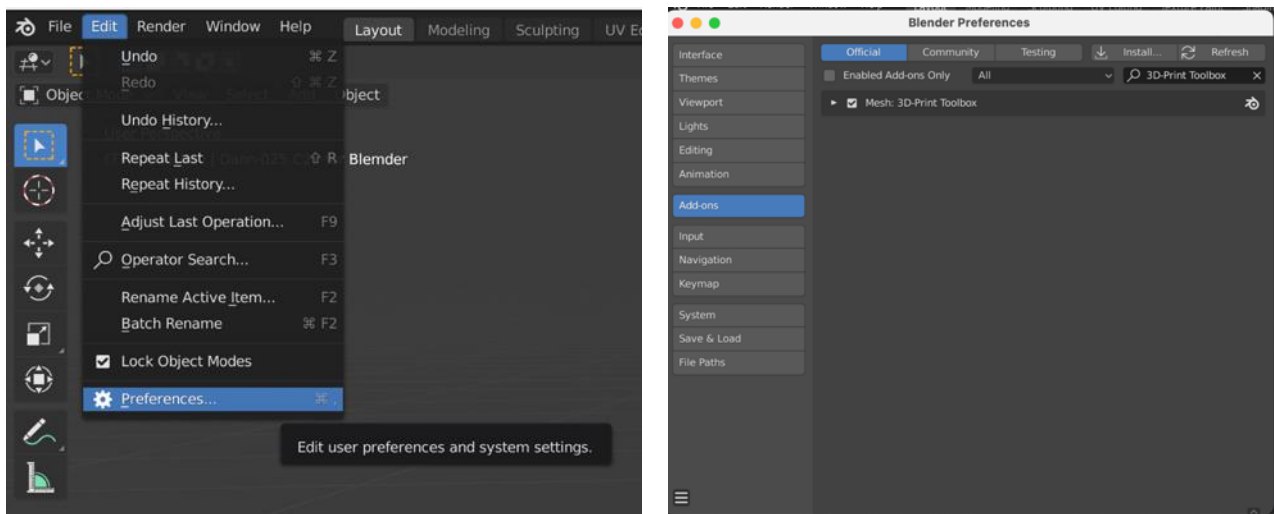 File Edit Render Window Help Layout Modeling Sculpting UV E
Undo ⌘ Z
Redo ⇧ ⌘ Z
Object
Undo History...
Repeat Last ⇧ R
Blemder
Repeat History...
Adjust Last Operation... F9
Operator Search... F3
Rename Active Item... F2
Batch Rename ⌘ F2
Lock Object Modes
Preferences... ⌘ ,
Edit user preferences and system settings.
Blender Preferences
Interface
Themes
Viewport
Lights
Editing
Animation
Add-ons
Input
Navigation
Keymap
System
Save & Load
File Paths
Official Community Testing Install... Refresh
Enabled Add-ons Only All 3D-Print Toolbox
Mesh: 3D-Print Toolbox